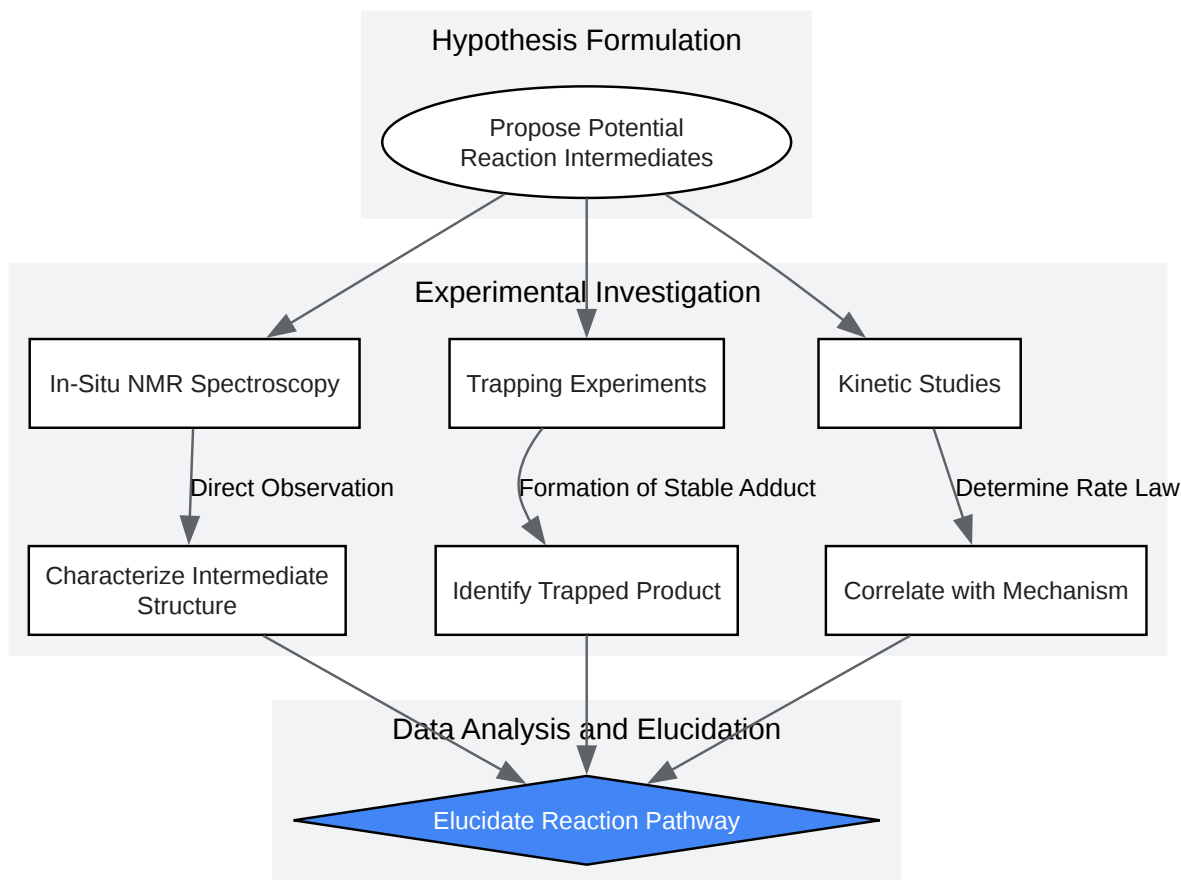 Hypothesis Formulation
Propose Potential
Reaction Intermediates
Experimental Investigation
In-Situ NMR Spectroscopy
Trapping Experiments
Kinetic Studies
Direct Observation
Formation of Stable Adduct
Determine Rate Law
Characterize Intermediate
Structure
Identify Trapped Product
Correlate with Mechanism
Data Analysis and Elucidation
Elucidate Reaction Pathway